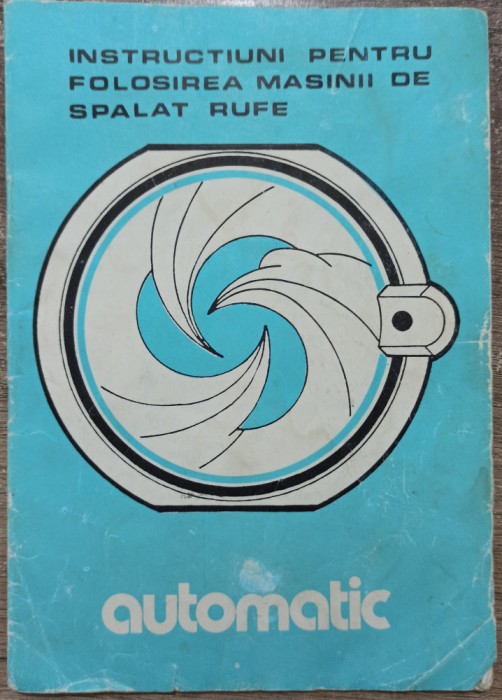 INSTRUCTIUNI PENTRU
FOLOSIREA MASINII DE
SPALAT RUFE
automatic